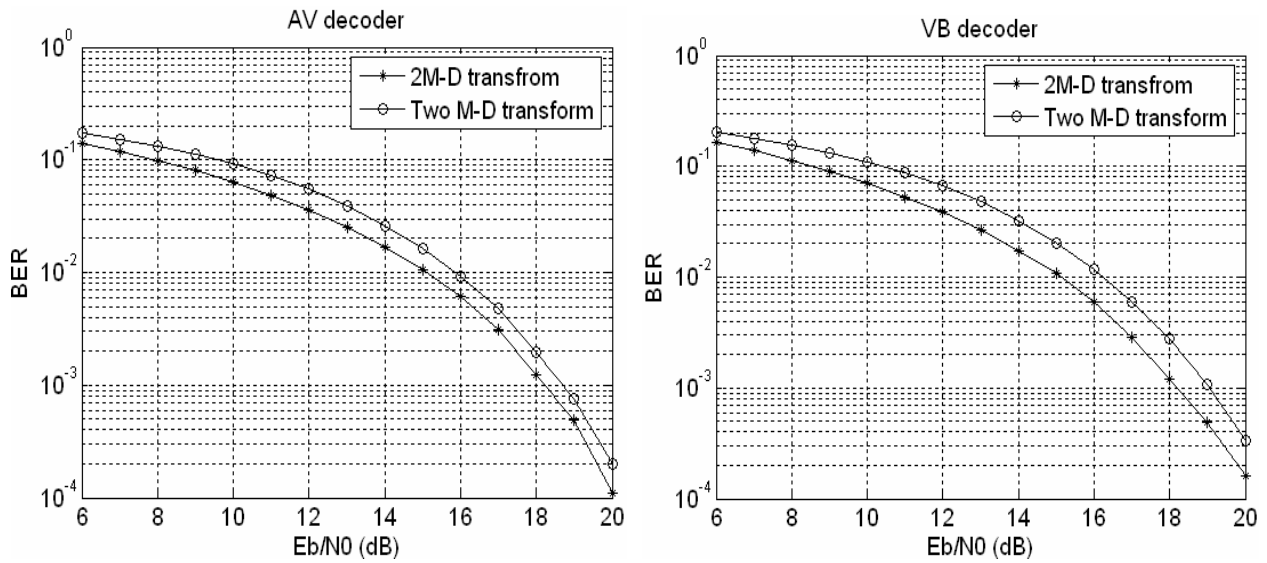 AV decoder
10^0
10^-1
10^-2
10^-3
10^-4
BER
2M-D transfrom
Two M-D transform
6 8 10 12 14 16 18 20
Eb/N0 (dB)
VB decoder
10^0
10^-1
10^-2
10^-3
10^-4
BER
2M-D transfrom
Two M-D transform
6 8 10 12 14 16 18 20
Eb/N0 (dB)